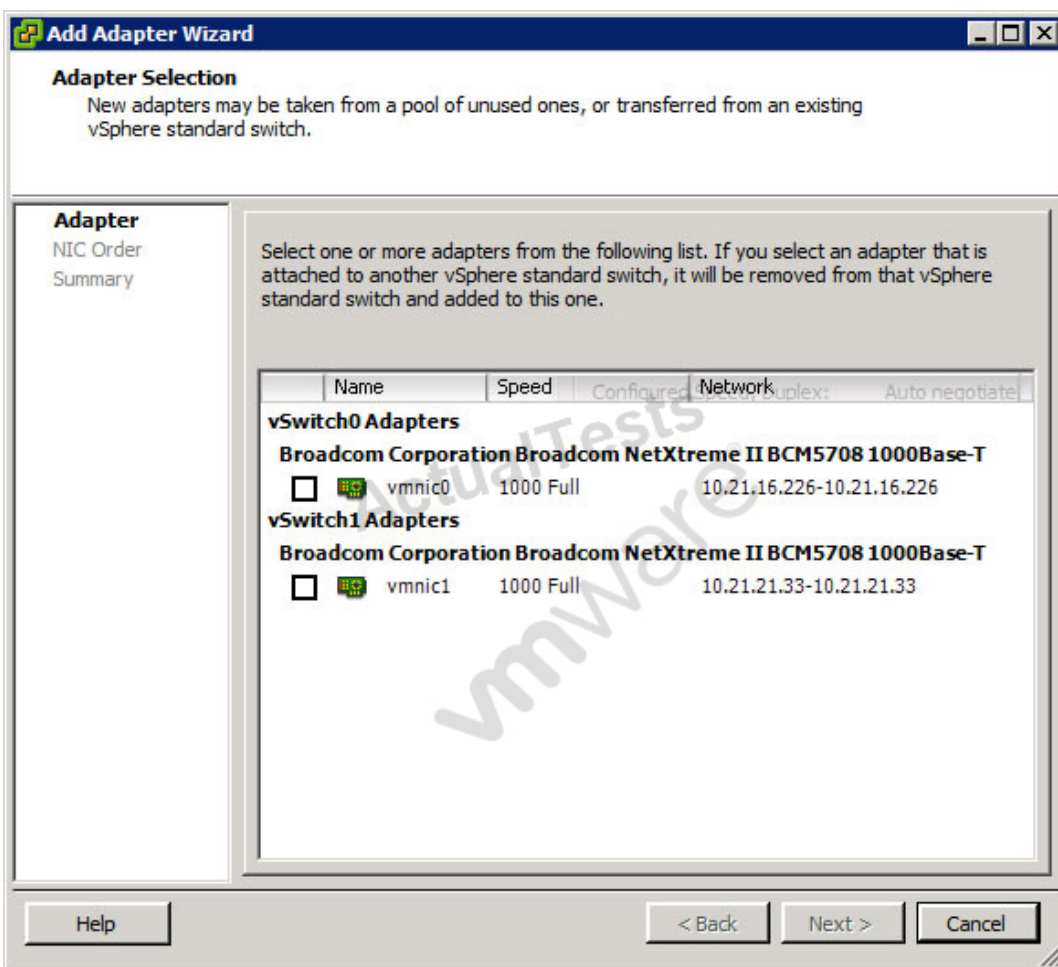 Add Adapter Wizard
Adapter Selection
New adapters may be taken from a pool of unused ones, or transferred from an existing
vSphere standard switch.
Adapter
NIC Order
Summary
Select one or more adapters from the following list. If you select an adapter that is
attached to another vSphere standard switch, it will be removed from that vSphere
standard switch and added to this one.
Name Speed Configured Network Duplex: Auto negotiate
vSwitch0 Adapters
Broadcom Corporation Broadcom NetXtreme II BCM5708 1000Base-T
vmnic0 1000 Full 10.21.16.226-10.21.16.226
vSwitch1 Adapters
Broadcom Corporation Broadcom NetXtreme II BCM5708 1000Base-T
vmnic1 1000 Full 10.21.21.33-10.21.21.33
ActualTests
vmware
Help < Back Next > Cancel